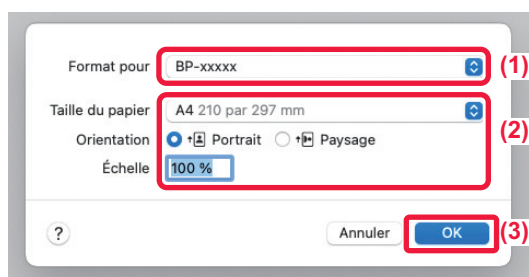 Format pour BP-xxxxx (1)
Taille du papier A4 210 par 297 mm
Orientation Portrait Paysage (2)
Échelle 100 %
? Annuler OK (3)